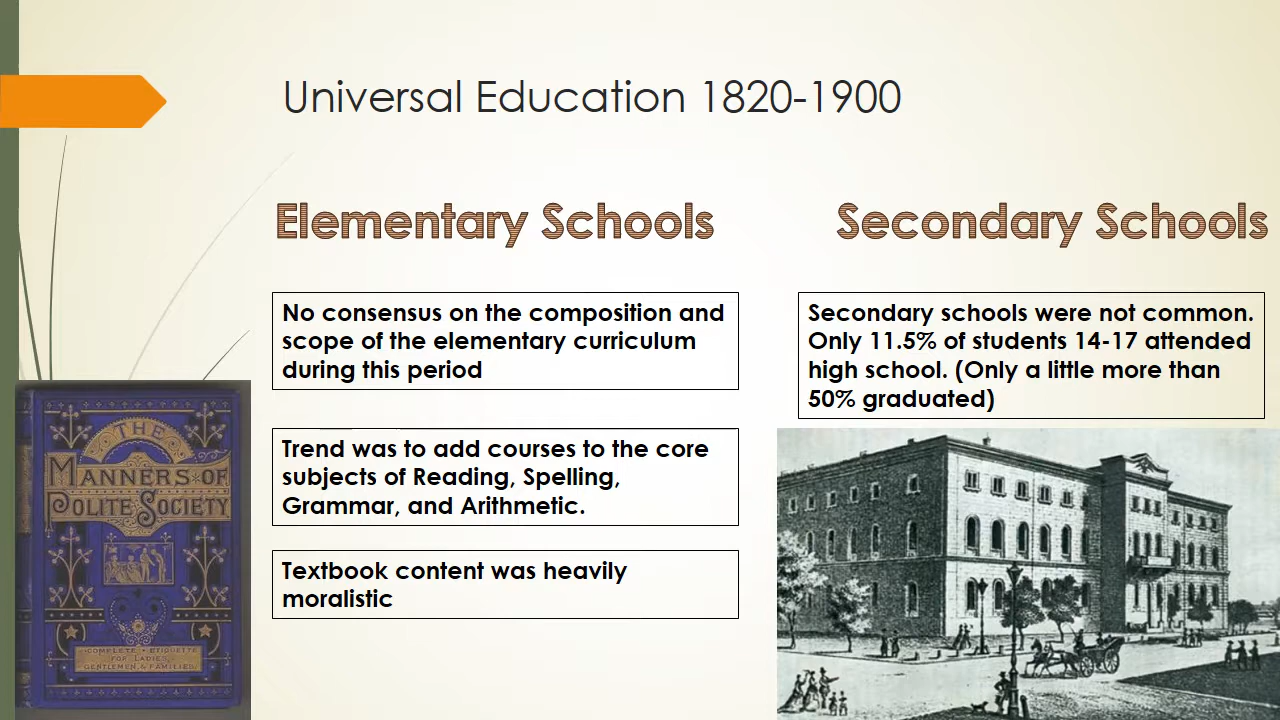 Universal Education 1820-1900
Elementary Schools
No consensus on the composition and
scope of the elementary curriculum
during this period
Trend was to add courses to the core
subjects of Reading, Spelling,
Grammar, and Arithmetic.
Textbook content was heavily
moralistic
Secondary Schools
Secondary schools were not common.
Only 11.5% of students 14-17 attended
high school. (Only a little more than
50% graduated)
THE
MANNERS OF
POLITE SOCIETY
COMPLETE ETIQUETTE
FOR LADIES,
GENTLEMEN, & FAMILIES.